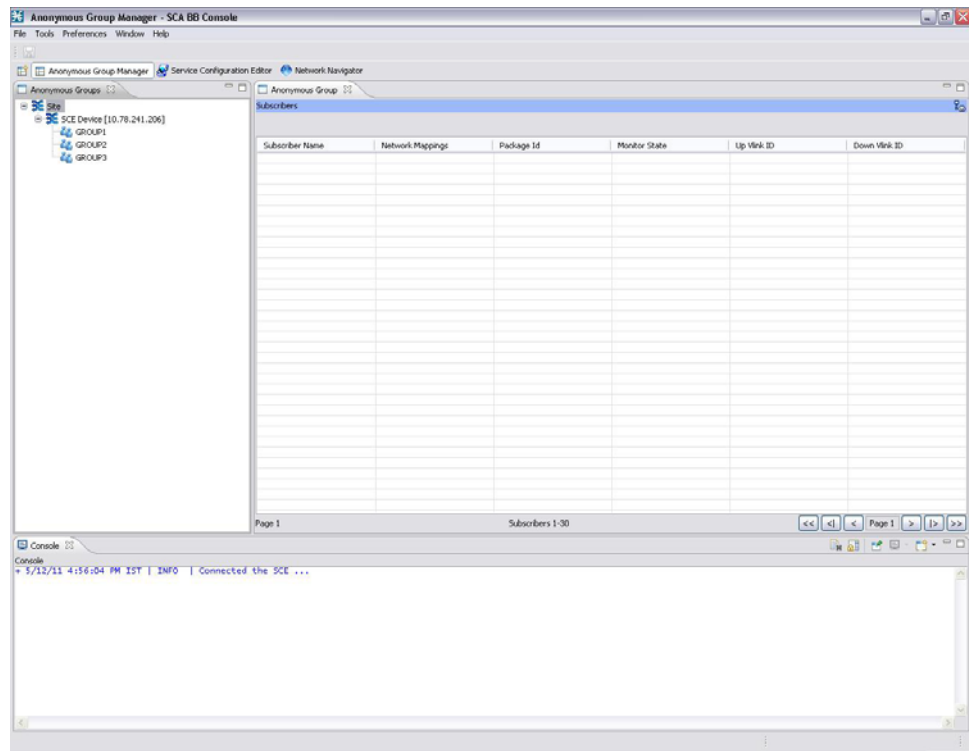 Anonymous Group Manager - SCA BB Console
File Tools Preferences Window Help
Anonymous Group Manager Service Configuration Editor Network Navigator
Anonymous Groups
Anonymous Group
Site
Subscribers
SCE Device [10.78.241.206]
GROUP1
GROUP2
GROUP3
Subscriber Name Network Mappings Package Id Monitor State Up Vlink ID Down Vlink ID
Page 1 Subscribers 1-30 << <| < Page 1 > |> >>
Console
Console
+ 5/12/11 4:56:04 PM IST | INFO | Connected the SCE ...